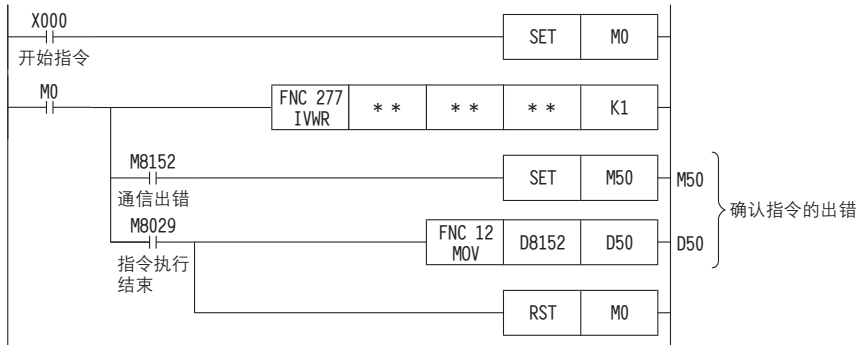 X000
开始指令
SET M0
M0
FNC 277
IVWR
** ** ** K1
M8152
通信出错
SET M50 M50
M8029
指令执行
结束
FNC 12
MOV
D8152 D50 D50
确认指令的出错
RST M0